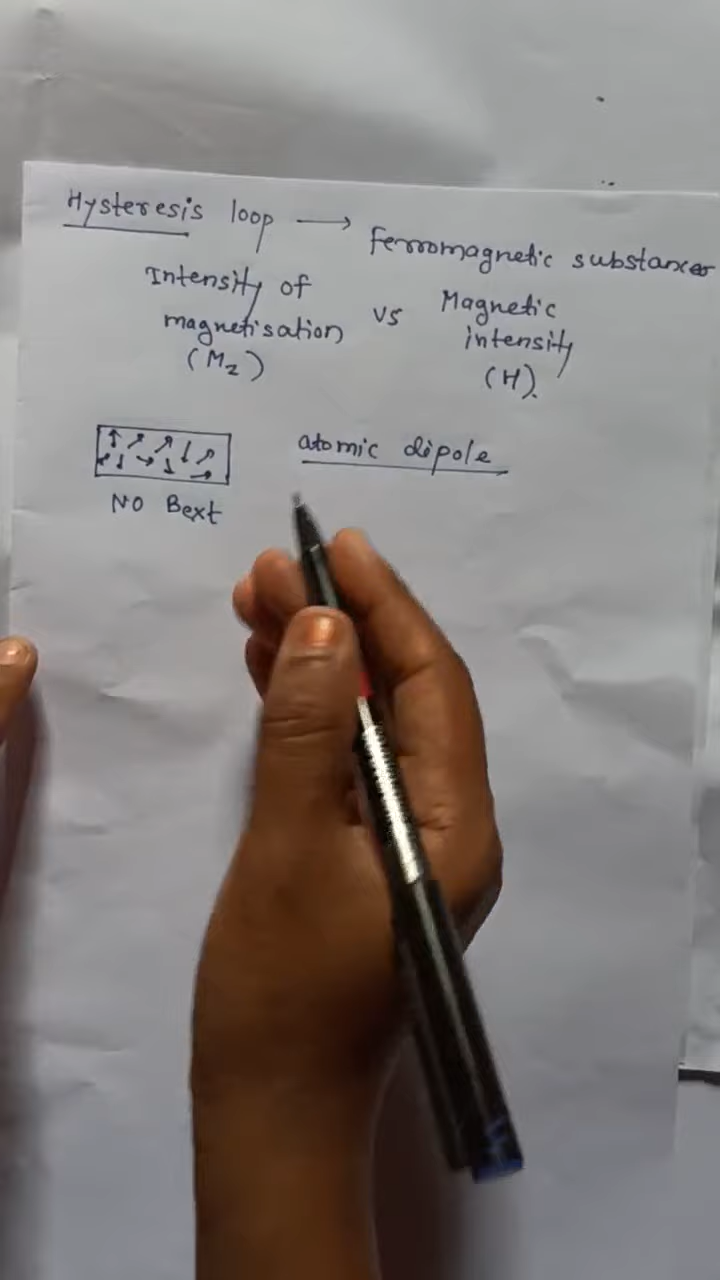 Hysteresis loop → Ferromagnetic substances
Intensity of magnetisation (Mz) vs Magnetic intensity (H).
atomic dipole
NO Bext